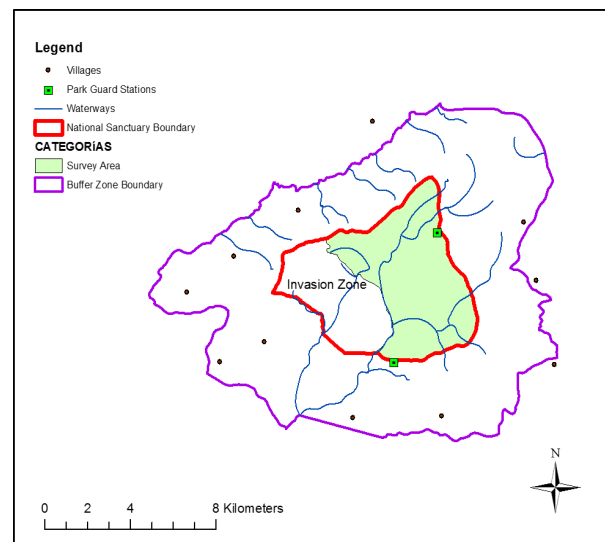 Legend
Villages
Park Guard Stations
Waterways
National Sanctuary Boundary
CATEGORÍAS
Survey Area
Buffer Zone Boundary
Invasion Zone
N
0 2 4 8 Kilometers